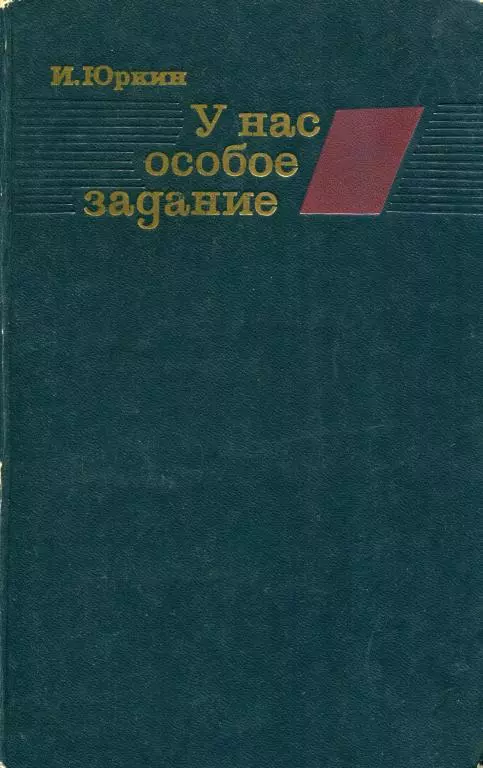 И. Юркин
У нас
особое
задание